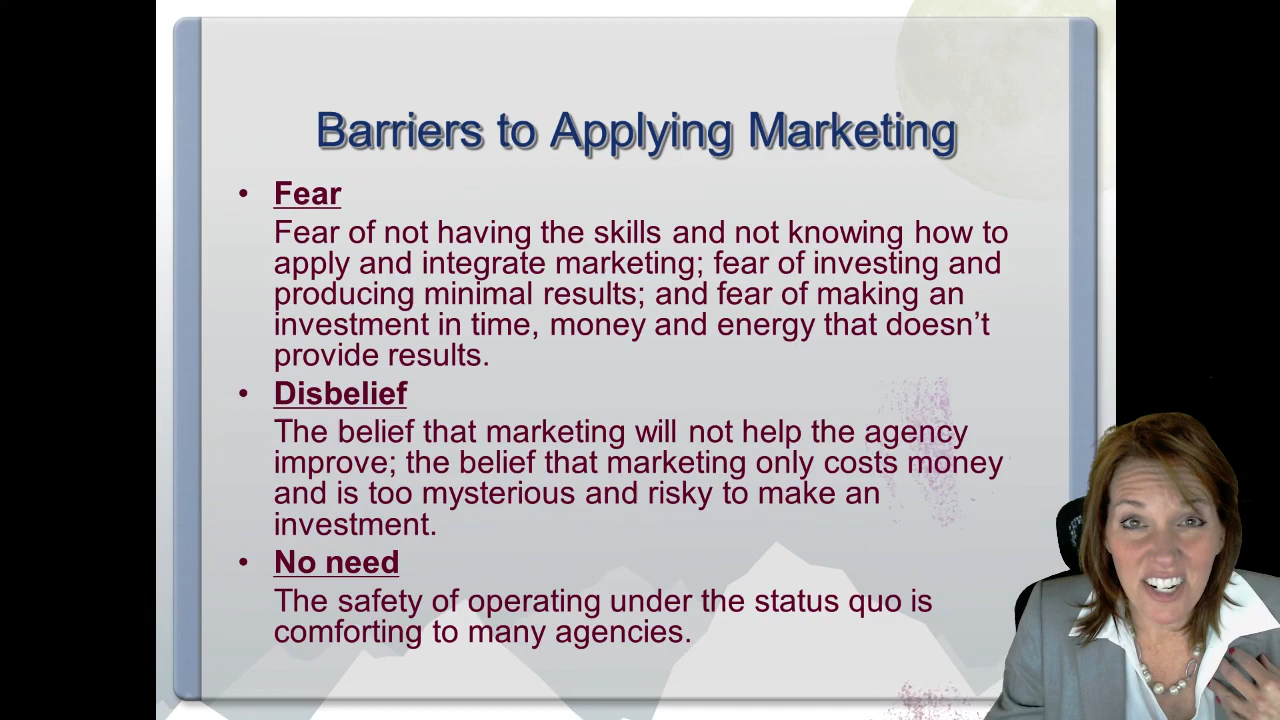 Barriers to Applying Marketing
• Fear
Fear of not having the skills and not knowing how to
apply and integrate marketing; fear of investing and
producing minimal results; and fear of making an
investment in time, money and energy that doesn’t
provide results.
• Disbelief
The belief that marketing will not help the agency
improve; the belief that marketing only costs money
and is too mysterious and risky to make an
investment.
• No need
The safety of operating under the status quo is
comforting to many agencies.